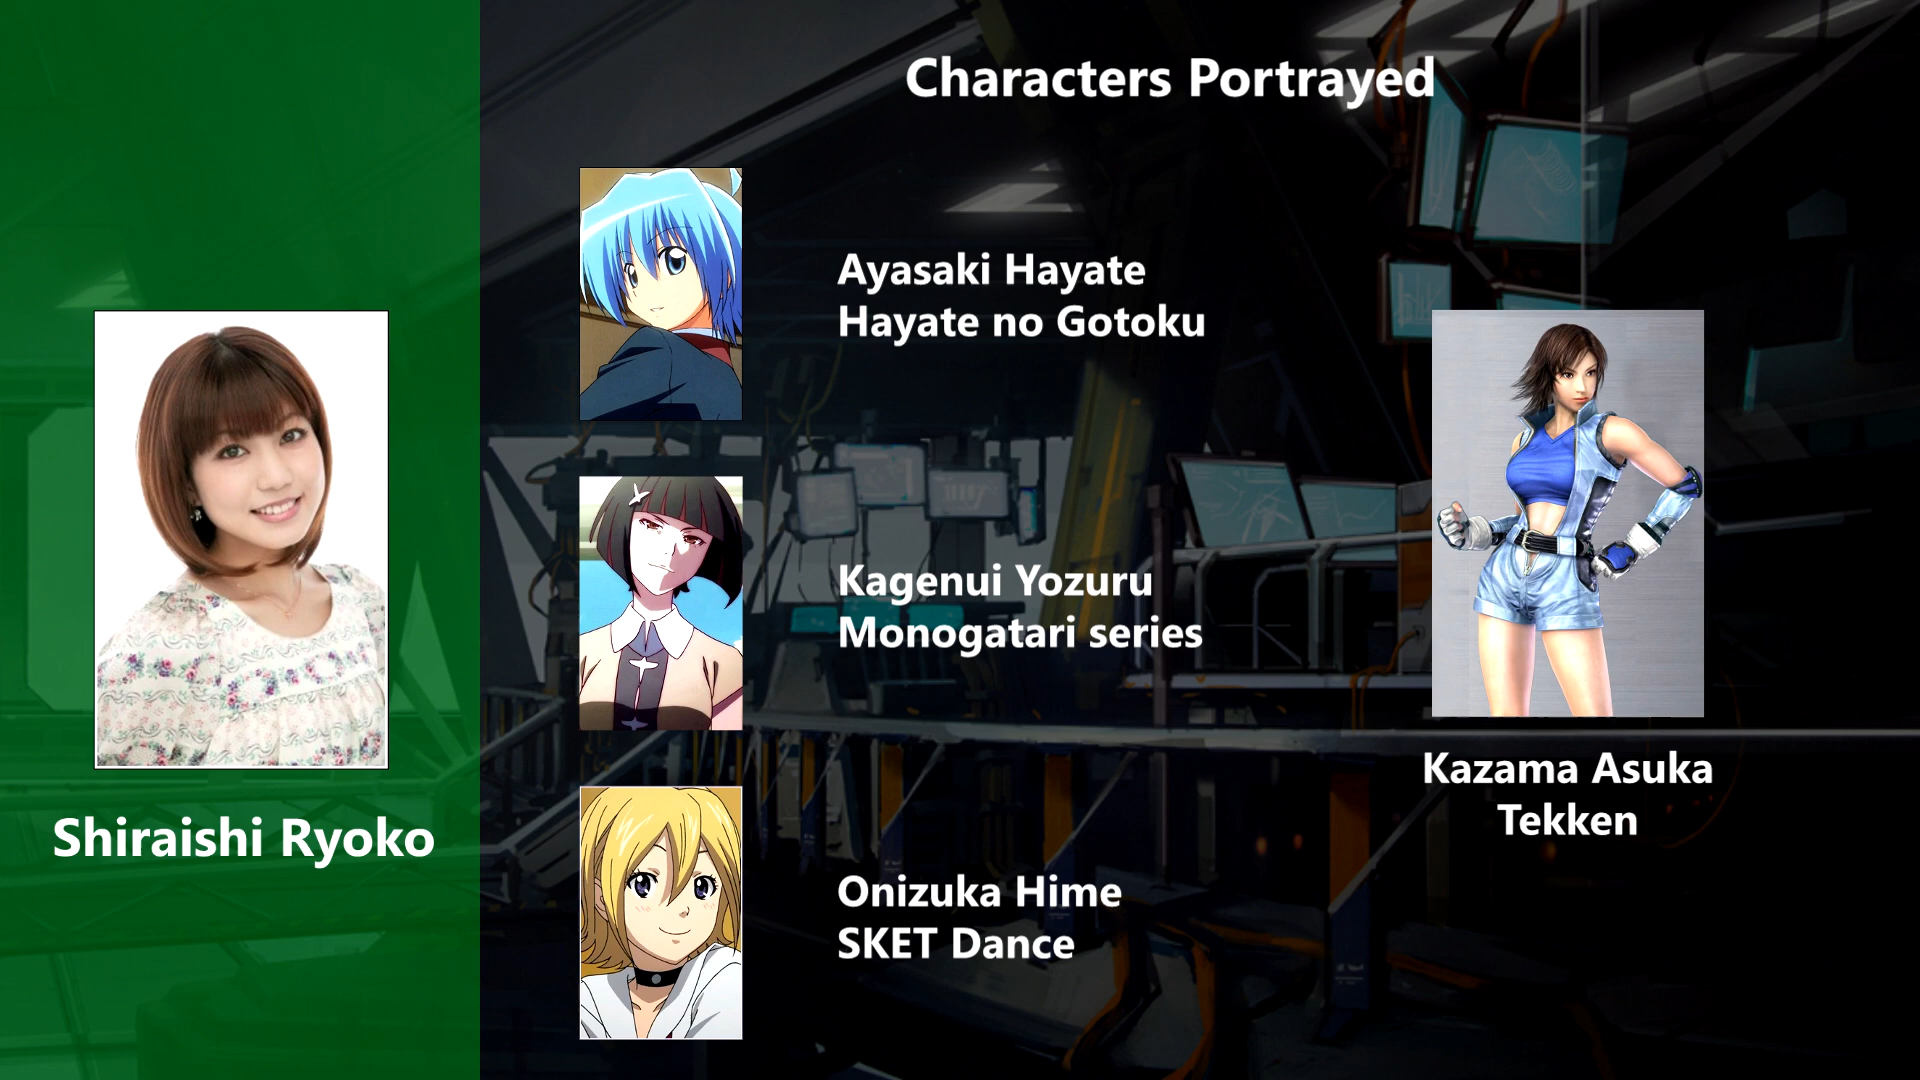 Characters Portrayed
Shiraishi Ryoko
Ayasaki Hayate
Hayate no Gotoku
Kagenui Yozuru
Monogatari series
Onizuka Hime
SKET Dance
Kazama Asuka
Tekken